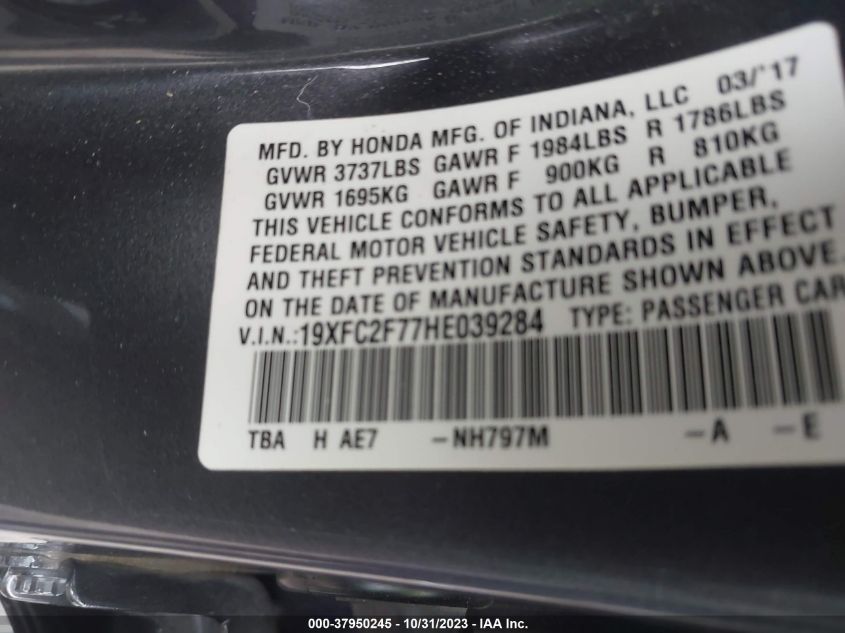 MFD. BY HONDA MFG. OF INDIANA, LLC 03/'17
GVWR 3737LBS GAWR F 1984LBS R 1786LBS
GVWR 1695KG GAWR F 900KG R 810KG
THIS VEHICLE CONFORMS TO ALL APPLICABLE
FEDERAL MOTOR VEHICLE SAFETY, BUMPER,
AND THEFT PREVENTION STANDARDS IN EFFECT
ON THE DATE OF MANUFACTURE SHOWN ABOVE.
V.I.N.:19XFC2F77HE039284 TYPE: PASSENGER CAR
TBA H AE7 -NH797M -A -E
000-37950245 - 10/31/2023 - IAA Inc.